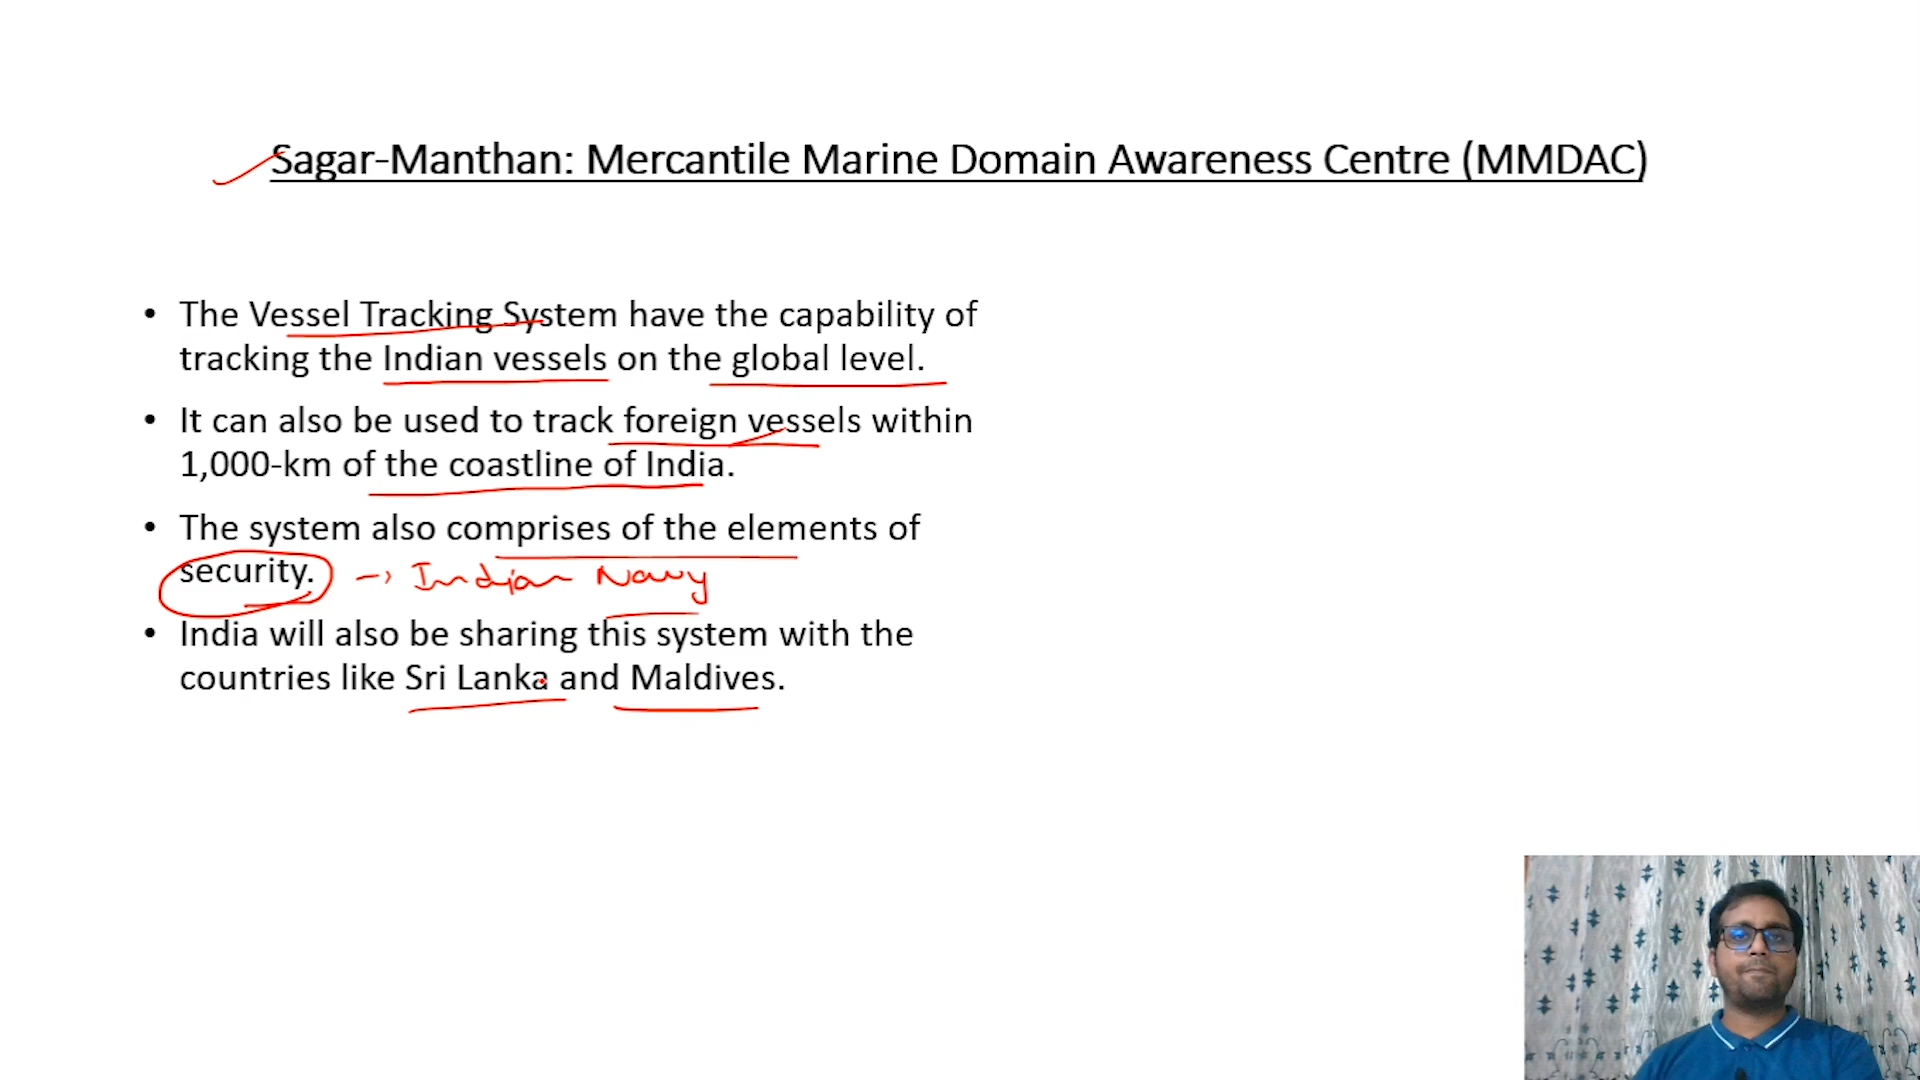 Sagar-Manthan: Mercantile Marine Domain Awareness Centre (MMDAC)
• The Vessel Tracking System have the capability of
tracking the Indian vessels on the global level.
• It can also be used to track foreign vessels within
1,000-km of the coastline of India.
• The system also comprises of the elements of
security. → Indian Navy
• India will also be sharing this system with the
countries like Sri Lanka and Maldives.